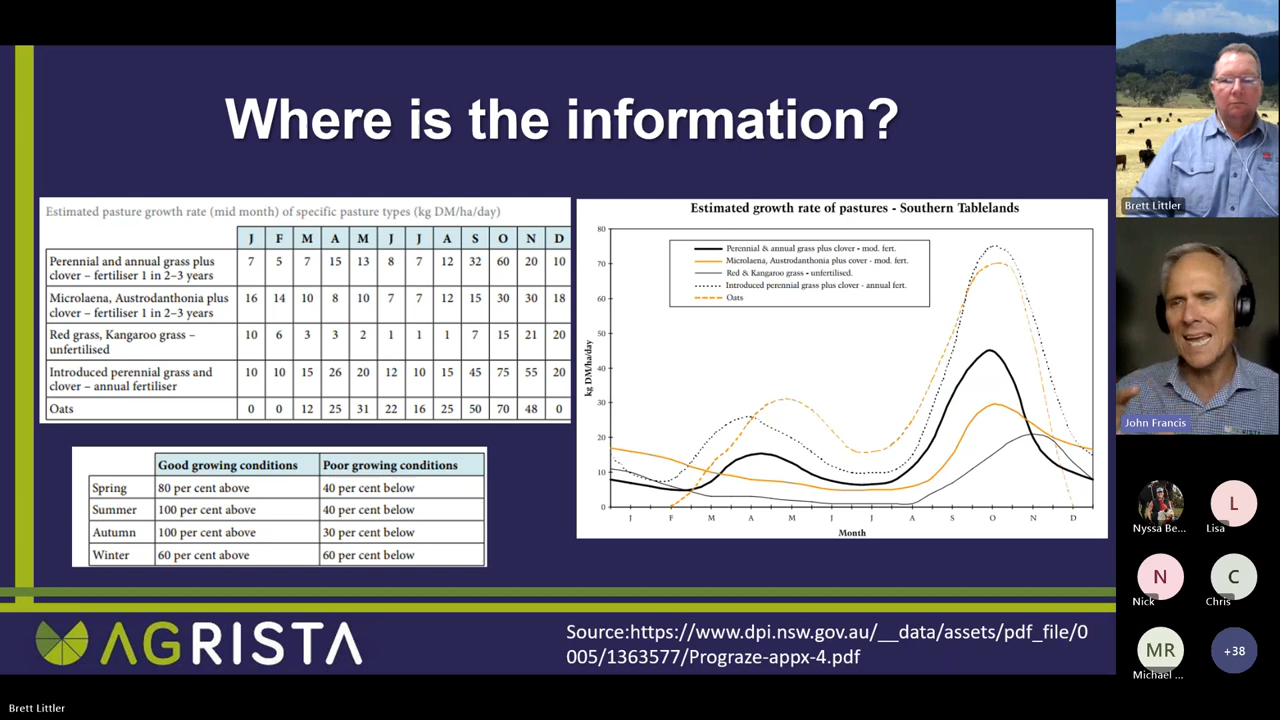 Where is the information?
Estimated pasture growth rate (mid month) of specific pasture types (kg DM/ha/day)
J F M A M J J A S O N D
Perennial and annual grass plus clover – fertiliser 1 in 2–3 years 7 5 7 15 13 8 7 12 32 60 20 10
Microlaena, Austrodanthonia plus clover – fertiliser 1 in 2–3 years 16 14 10 8 10 7 7 12 15 30 30 18
Red grass, Kangaroo grass – unfertilised 10 6 3 3 2 1 1 1 7 15 21 20
Introduced perennial grass and clover – annual fertiliser 10 10 15 26 20 12 10 15 45 75 55 20
Oats 0 0 12 25 31 22 16 25 50 70 48 0
Good growing conditions Poor growing conditions
Spring 80 per cent above 40 per cent below
Summer 100 per cent above 40 per cent below
Autumn 100 per cent above 30 per cent below
Winter 60 per cent above 60 per cent below
Estimated growth rate of pastures - Southern Tablelands
Perennial & annual grass plus clover - mod. fert.
Microlaena, Austrodanthonia plus cover - mod. fert.
Red & Kangaroo grass - unfertilised.
Introduced perennial grass plus clover - annual fert.
Oats
kg DM/ha/day
80
70
60
50
40
30
20
10
0
J F M A M J J A S O N D
Month
AGRISTA
Source:https://www.dpi.nsw.gov.au/__data/assets/pdf_file/0
005/1363577/Prograze-appx-4.pdf
Brett Littler
John Francis
Nyssa Be...
L
Lisa
N
Nick
C
Chris
MR
Michael ...
+38
Brett Littler